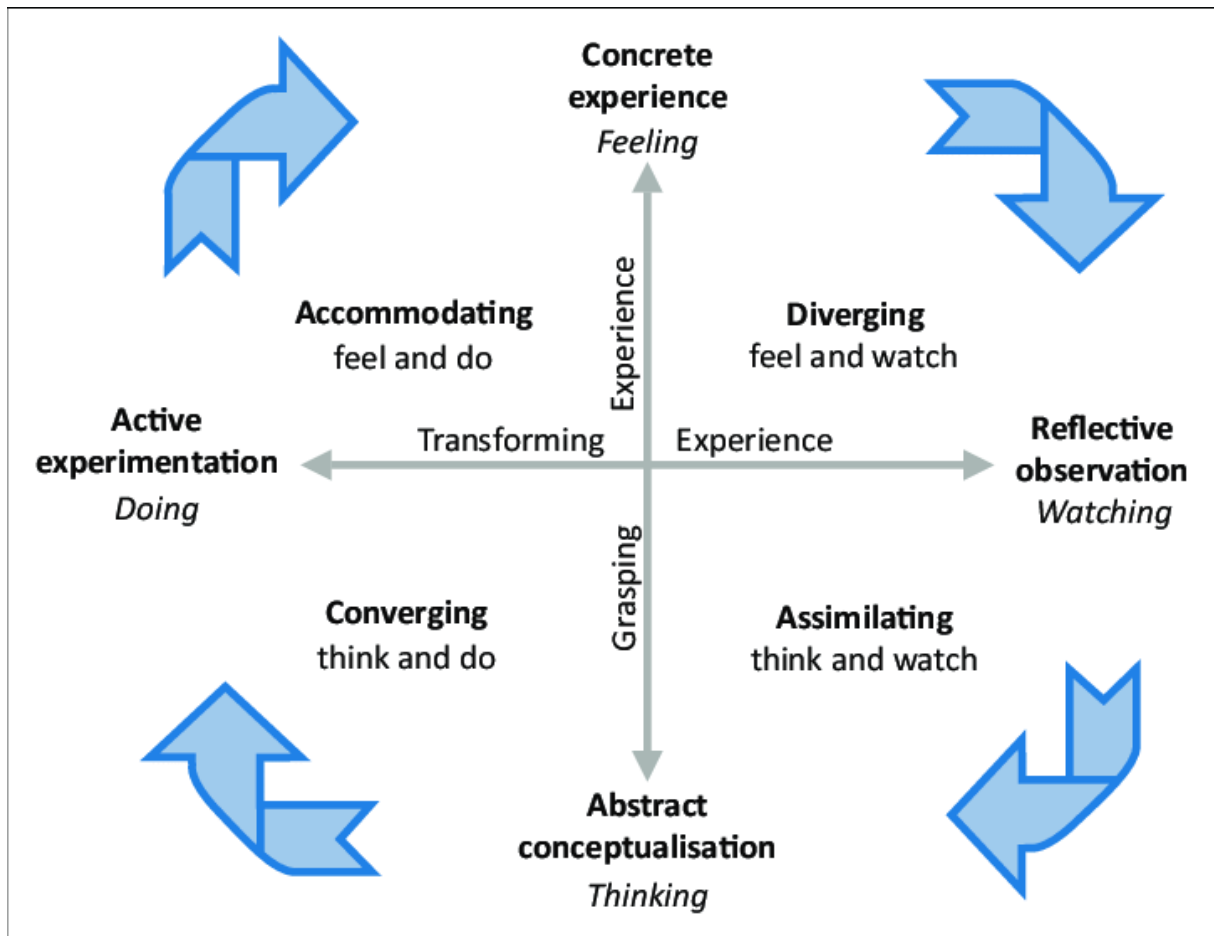 Concrete
experience
Feeling
Experience
Accommodating
feel and do
Diverging
feel and watch
Active
experimentation
Doing
Transforming
Experience
Reflective
observation
Watching
Grasping
Converging
think and do
Assimilating
think and watch
Abstract
conceptualisation
Thinking